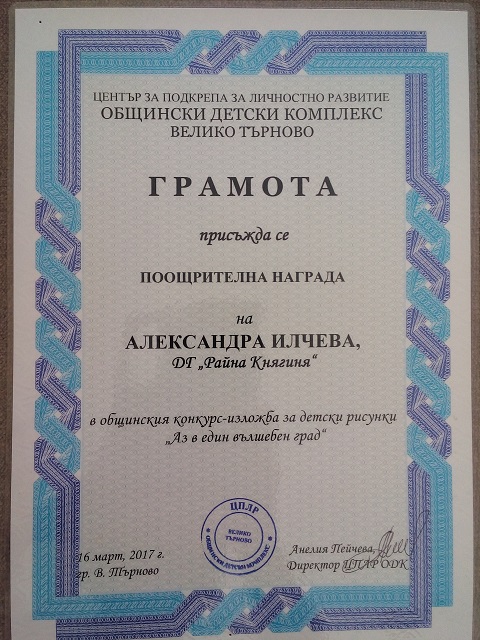 ЦЕНТЪР ЗА ПОДКРЕПА ЗА ЛИЧНОСТНО РАЗВИТИЕ
ОБЩИНСКИ ДЕТСКИ КОМПЛЕКС
ВЕЛИКО ТЪРНОВО
ГРАМОТА
присъжда се
ПООЩРИТЕЛНА НАГРАДА
на
АЛЕКСАНДРА ИЛЧЕВА,
ДГ „Райна Княгиня“
в общинския конкурс-изложба за детски рисунки
„Аз в един вълшебен град“
ЦПЛР
ВЕЛИКО
ТЪРНОВО
ОБЩИНСКИ ДЕТСКИ КОМПЛЕКС
16 март, 2017 г.
гр. В. Търново
Анелия Пейчева,
Директор ЦПЛР ОДК